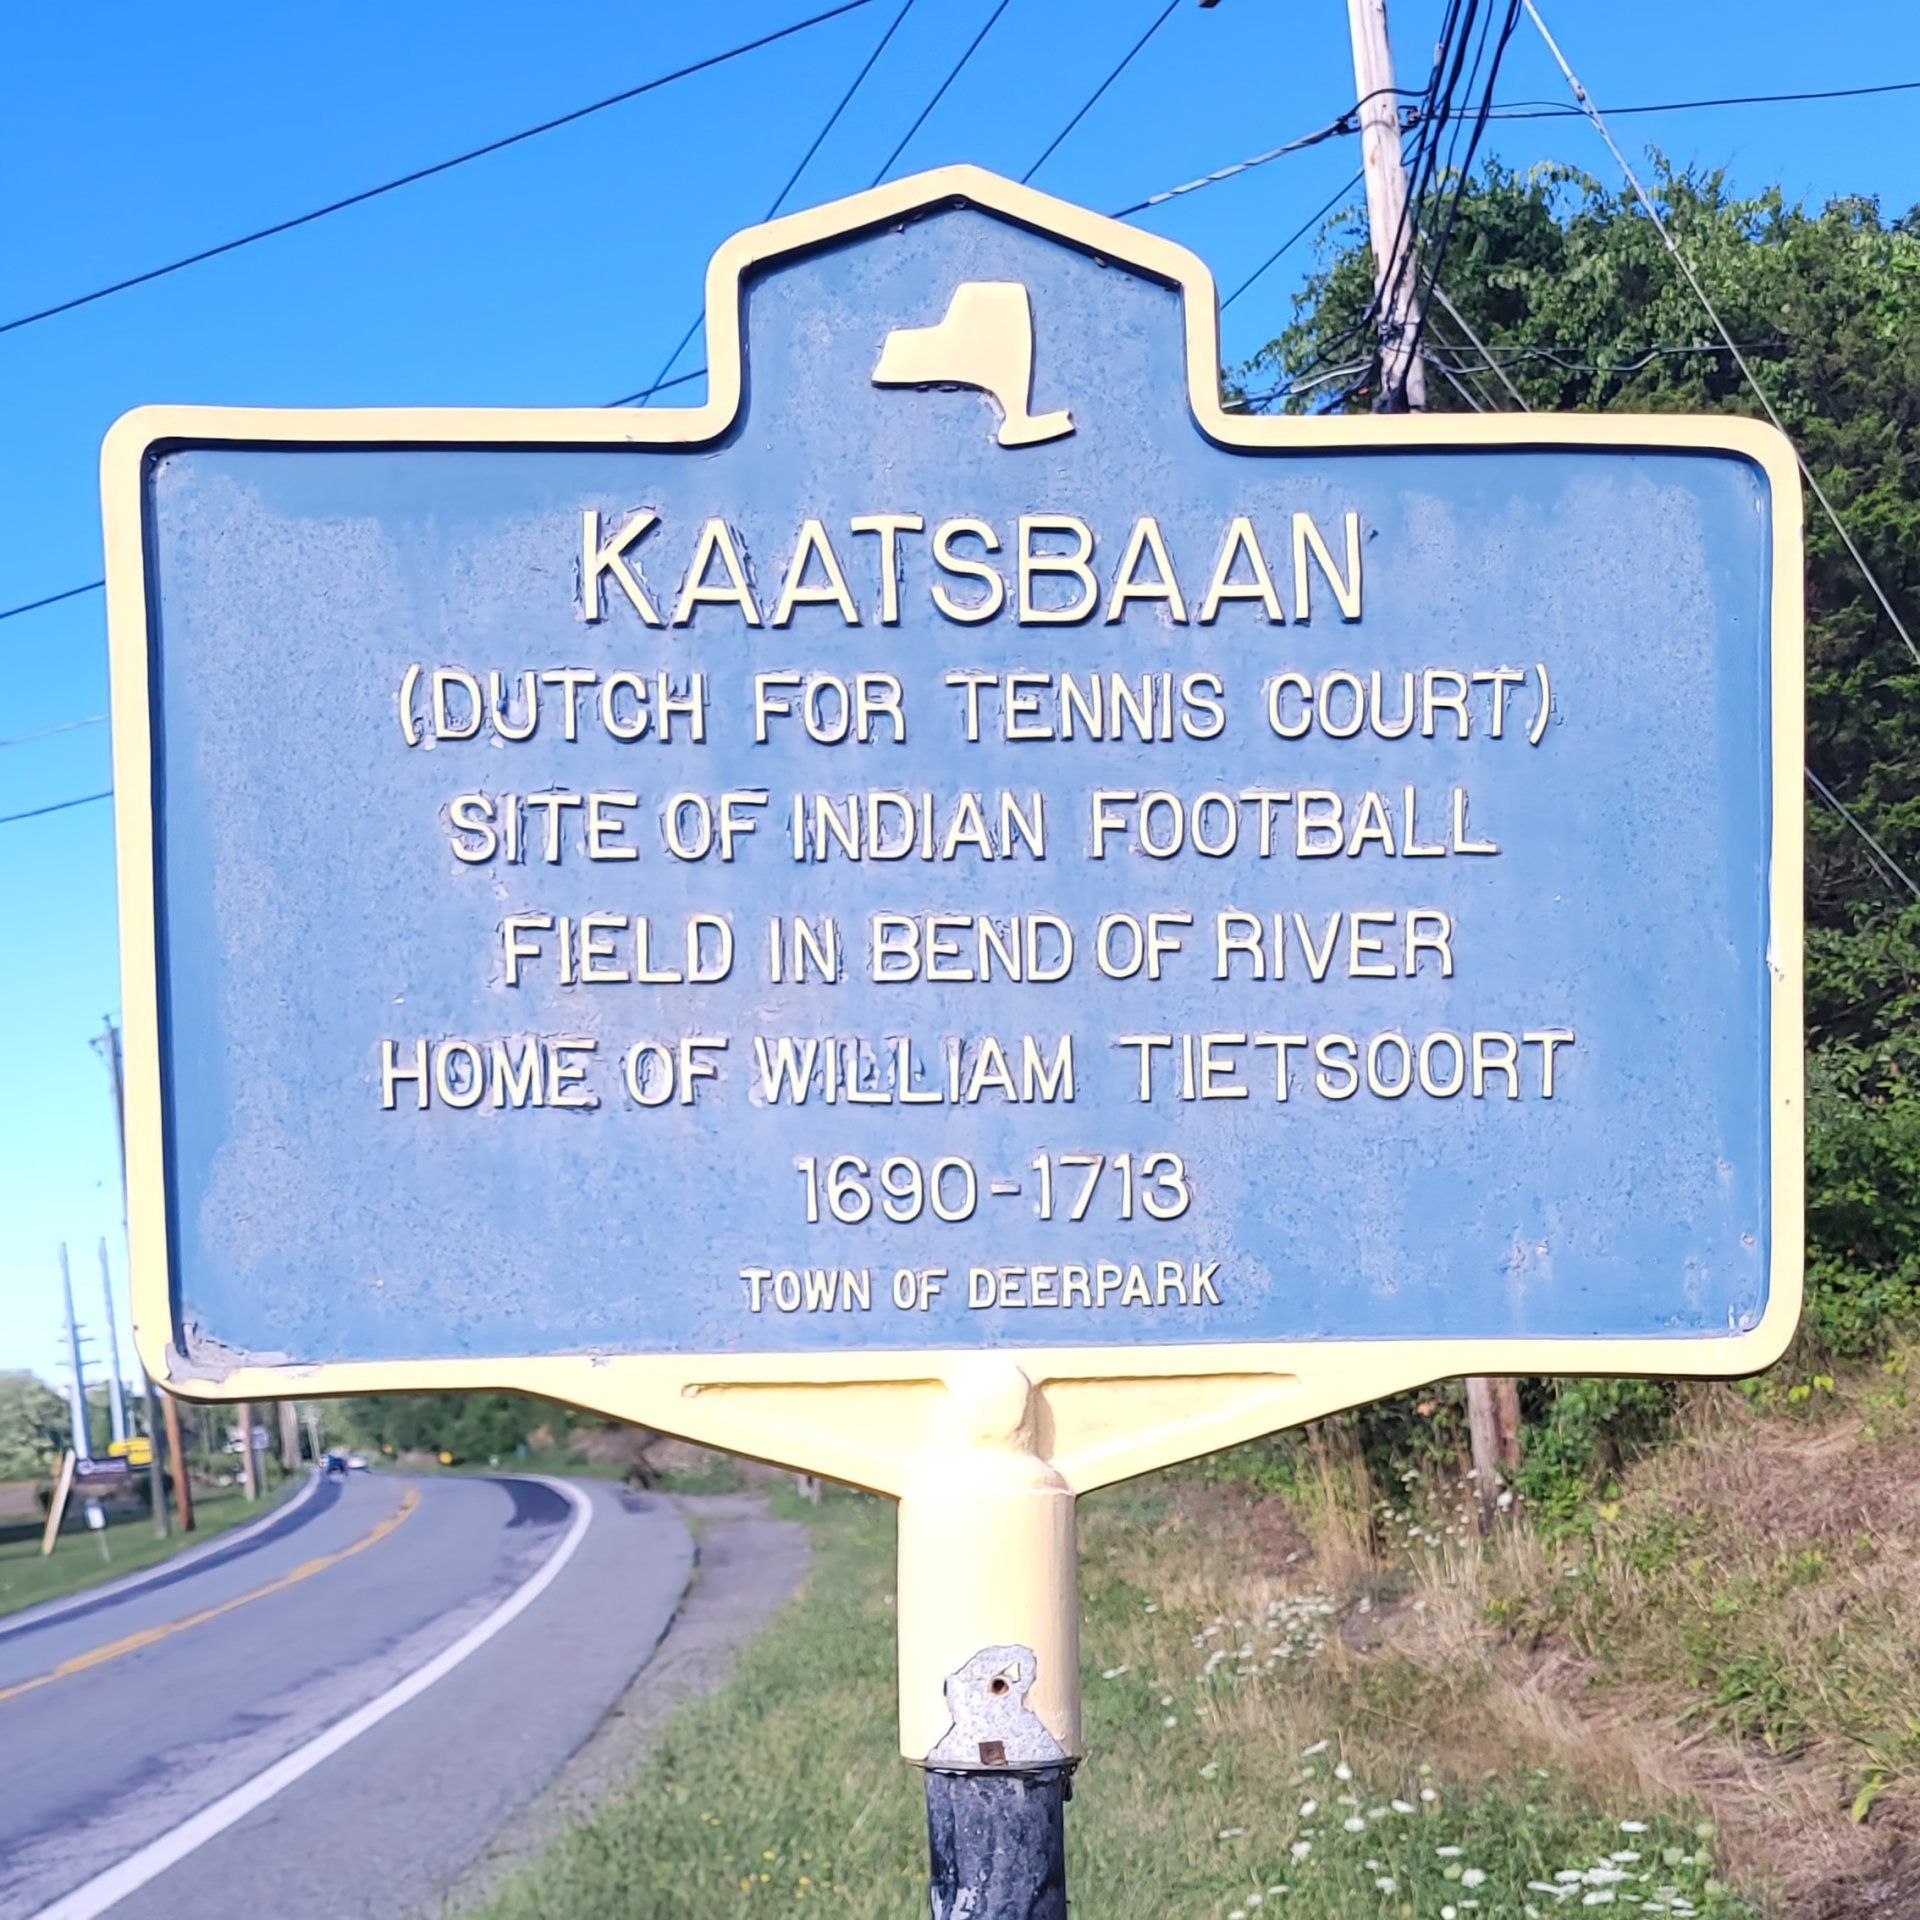 KAATSBAAN
(DUTCH FOR TENNIS COURT)
SITE OF INDIAN FOOTBALL
FIELD IN BEND OF RIVER
HOME OF WILLIAM TIETSOORT
1690-1713
TOWN OF DEERPARK